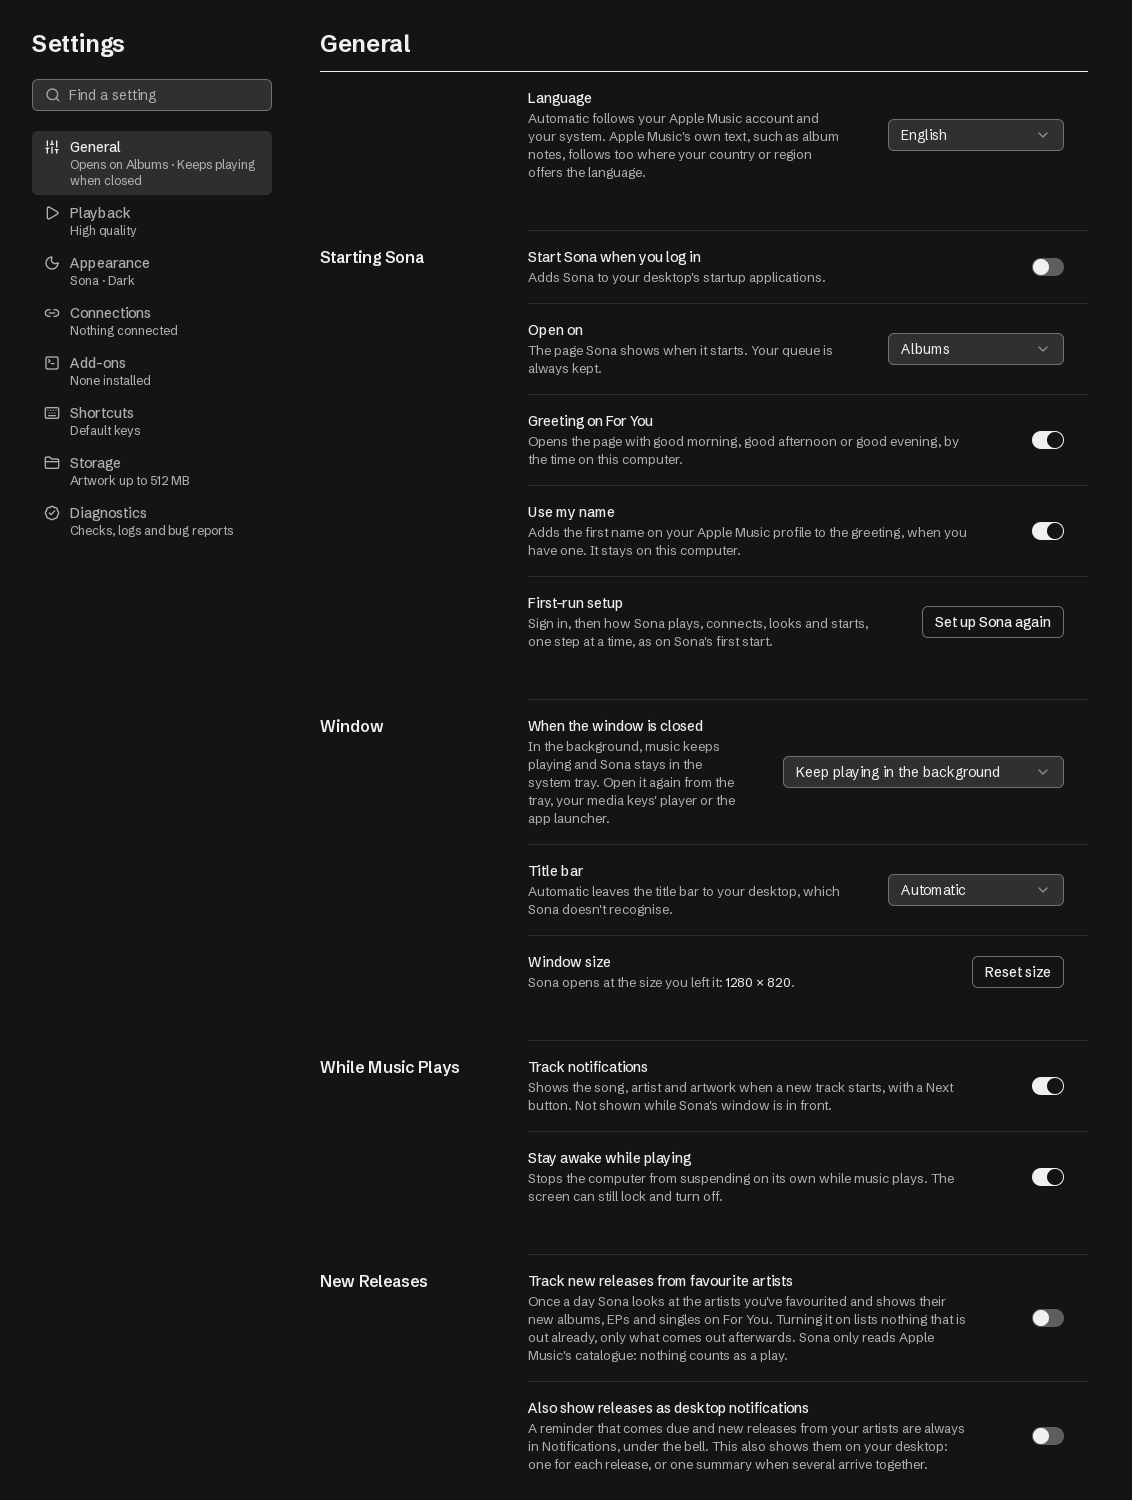 Settings
Find a setting
General
Opens on Albums · Keeps playing
when closed
Playback
High quality
Appearance
Sona · Dark
Connections
Nothing connected
Add-ons
None installed
Shortcuts
Default keys
Storage
Artwork up to 512 MB
Diagnostics
Checks, logs and bug reports
General
Language
Automatic follows your Apple Music account and
your system. Apple Music's own text, such as album
notes, follows too where your country or region
offers the language.
English
Starting Sona
Start Sona when you log in
Adds Sona to your desktop's startup applications.
Open on
The page Sona shows when it starts. Your queue is
always kept.
Albums
Greeting on For You
Opens the page with good morning, good afternoon or good evening, by
the time on this computer.
Use my name
Adds the first name on your Apple Music profile to the greeting, when you
have one. It stays on this computer.
First-run setup
Sign in, then how Sona plays, connects, looks and starts,
one step at a time, as on Sona's first start.
Set up Sona again
Window
When the window is closed
In the background, music keeps
playing and Sona stays in the
system tray. Open it again from the
tray, your media keys' player or the
app launcher.
Keep playing in the background
Title bar
Automatic leaves the title bar to your desktop, which
Sona doesn't recognise.
Automatic
Window size
Sona opens at the size you left it: 1280 × 820.
Reset size
While Music Plays
Track notifications
Shows the song, artist and artwork when a new track starts, with a Next
button. Not shown while Sona's window is in front.
Stay awake while playing
Stops the computer from suspending on its own while music plays. The
screen can still lock and turn off.
New Releases
Track new releases from favourite artists
Once a day Sona looks at the artists you've favourited and shows their
new albums, EPs and singles on For You. Turning it on lists nothing that is
out already, only what comes out afterwards. Sona only reads Apple
Music's catalogue: nothing counts as a play.
Also show releases as desktop notifications
A reminder that comes due and new releases from your artists are always
in Notifications, under the bell. This also shows them on your desktop:
one for each release, or one summary when several arrive together.